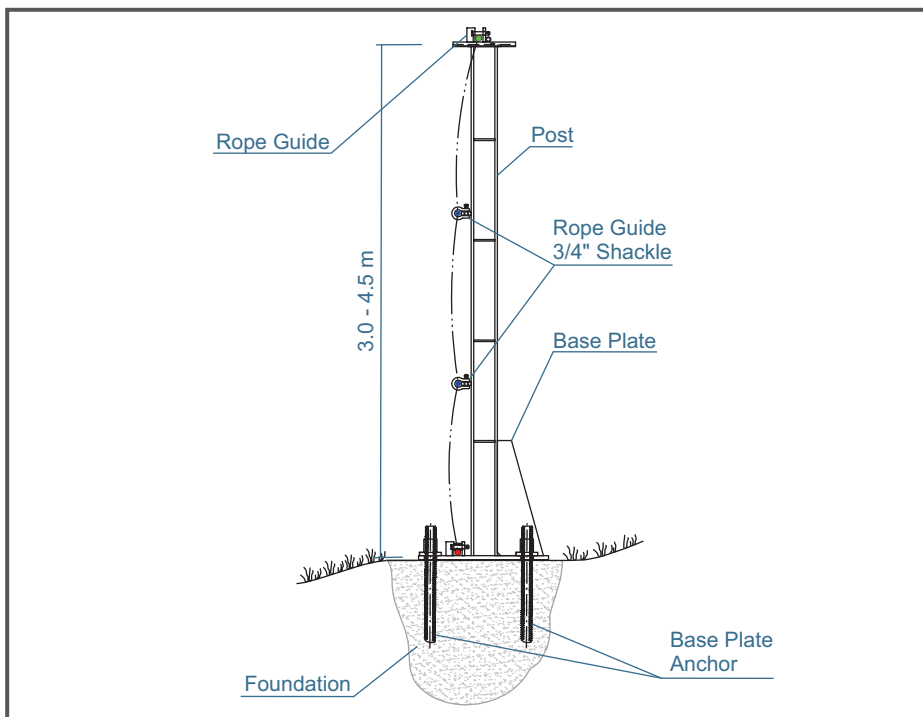 Rope Guide
Post
Rope Guide
3/4" Shackle
3.0 - 4.5 m
Base Plate
Base Plate
Anchor
Foundation